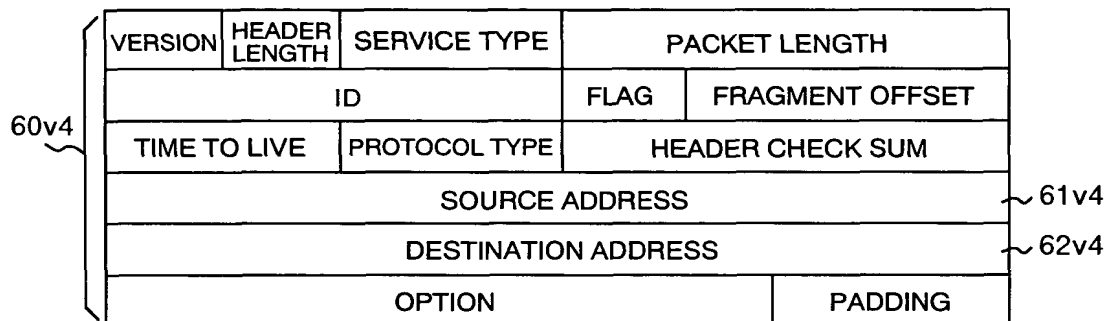 VERSION HEADER LENGTH SERVICE TYPE PACKET LENGTH
ID FLAG FRAGMENT OFFSET
60v4
TIME TO LIVE PROTOCOL TYPE HEADER CHECK SUM
SOURCE ADDRESS 61v4
DESTINATION ADDRESS 62v4
OPTION PADDING